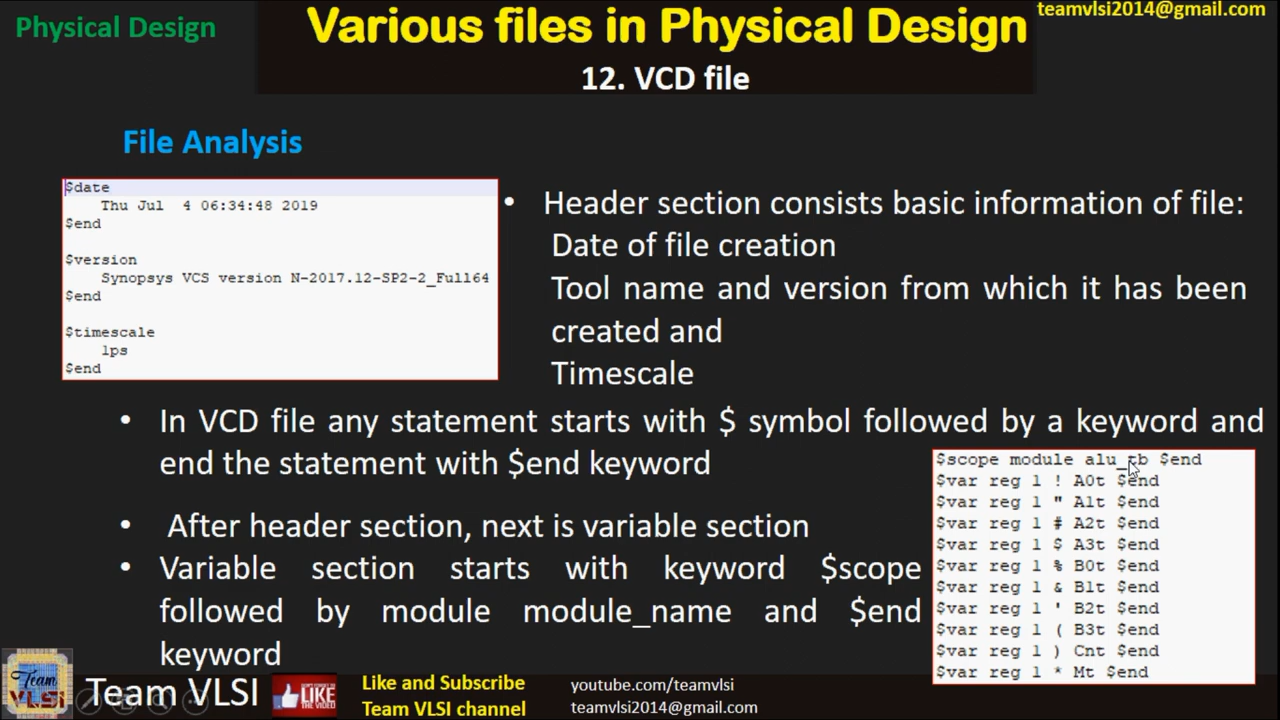 Physical Design
Various files in Physical Design
teamvlsi2014@gmail.com
12. VCD file
File Analysis
$date
Thu Jul  4 06:34:48 2019
$end
$version
Synopsys VCS version N-2017.12-SP2-2_Full64
$end
$timescale
1ps
$end
• Header section consists basic information of file:
Date of file creation
Tool name and version from which it has been
created and
Timescale
• In VCD file any statement starts with $ symbol followed by a keyword and
end the statement with $end keyword
• After header section, next is variable section
• Variable section starts with keyword $scope
followed by module module_name and $end
keyword
$scope module alu_tb $end
$var reg 1 ! A0t $end
$var reg 1 " A1t $end
$var reg 1 # A2t $end
$var reg 1 $ A3t $end
$var reg 1 % B0t $end
$var reg 1 & B1t $end
$var reg 1 ' B2t $end
$var reg 1 ( B3t $end
$var reg 1 ) Cnt $end
$var reg 1 * Mt $end
Team
VLSI
Team VLSI
LIKE
THE VIDEO
Like and Subscribe
Team VLSI channel
youtube.com/teamvlsi
teamvlsi2014@gmail.com